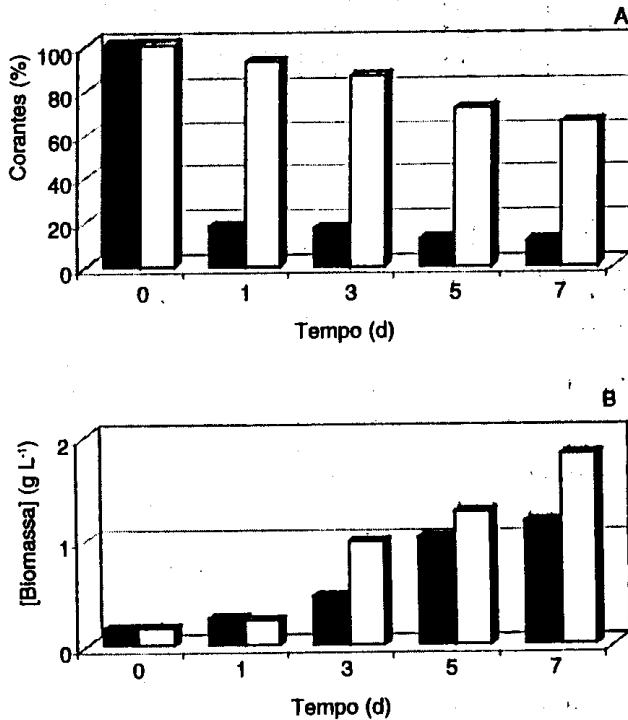 A
Corantes (%)
100
80
60
40
20
0
0 1 3 5 7
Tempo (d)
B
[Biomassa] (g L⁻¹)
2
1
0
0 1 3 5 7
Tempo (d)